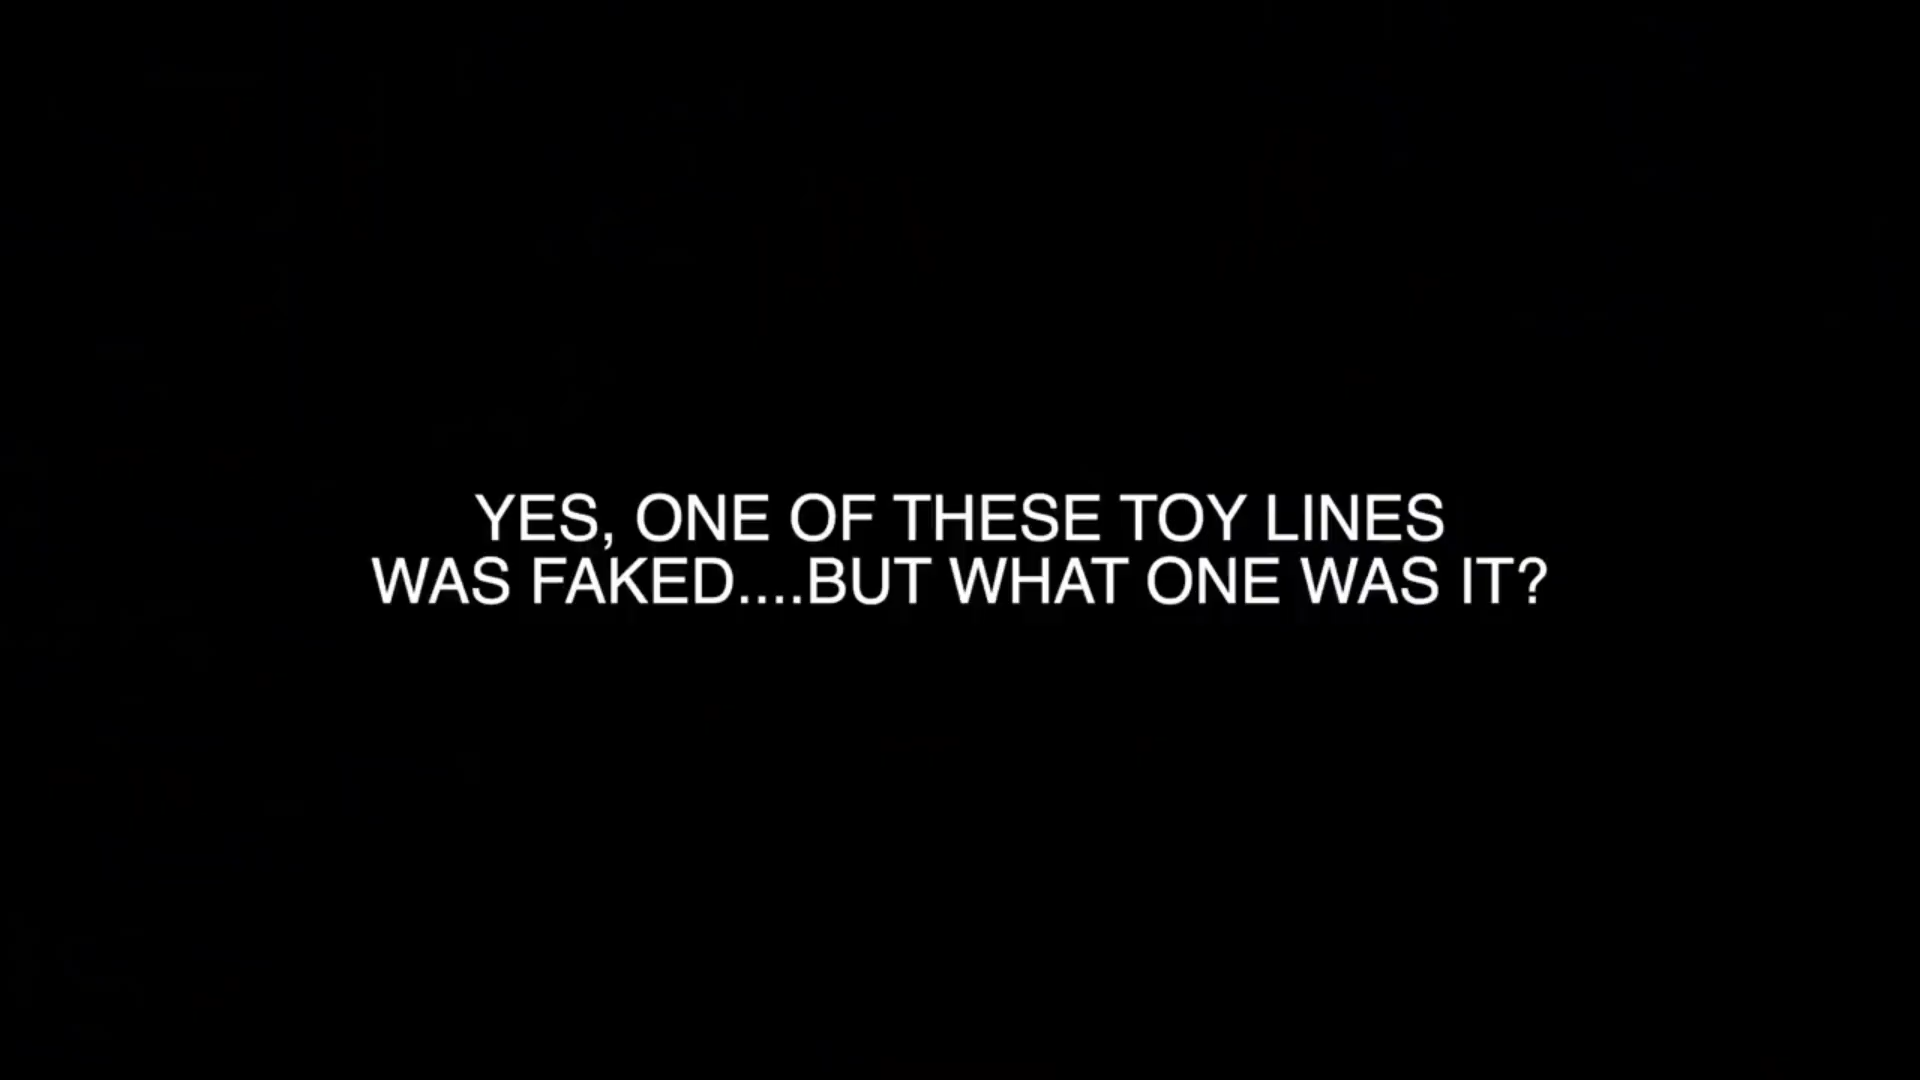 YES, ONE OF THESE TOY LINES
WAS FAKED....BUT WHAT ONE WAS IT?